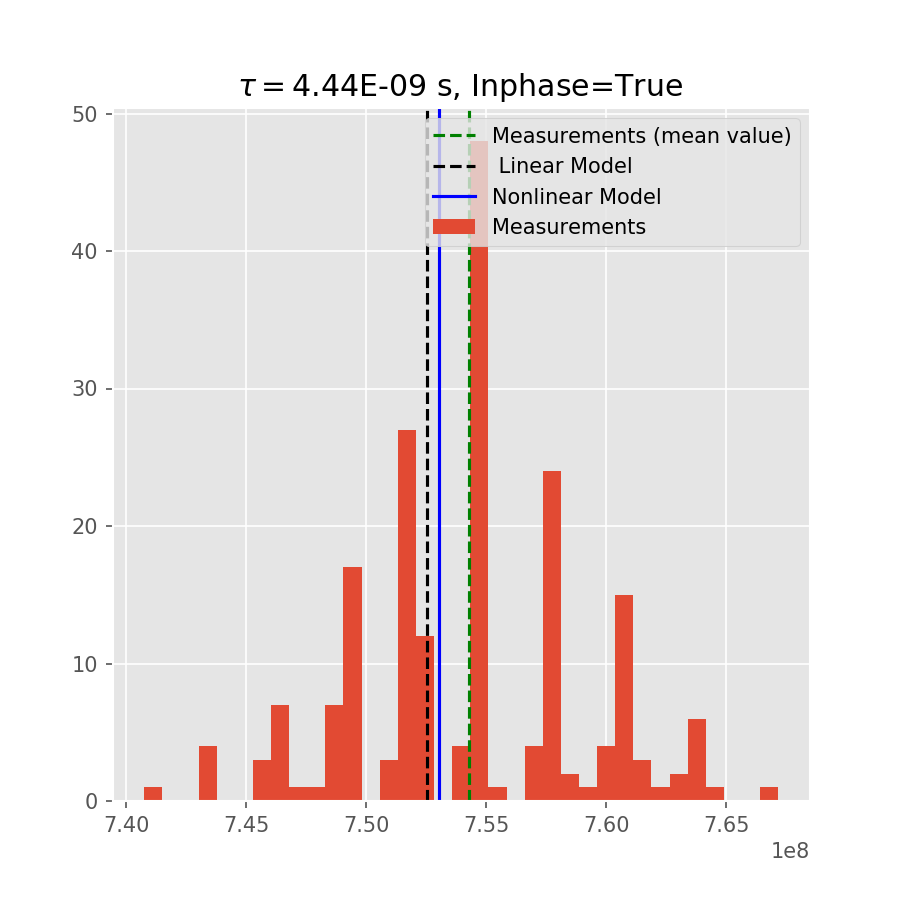 τ = 4.44E-09 s, Inphase=True
50
40
30
20
10
0
Measurements (mean value)
Linear Model
Nonlinear Model
Measurements
7.40 7.45 7.50 7.55 7.60 7.65
1e8